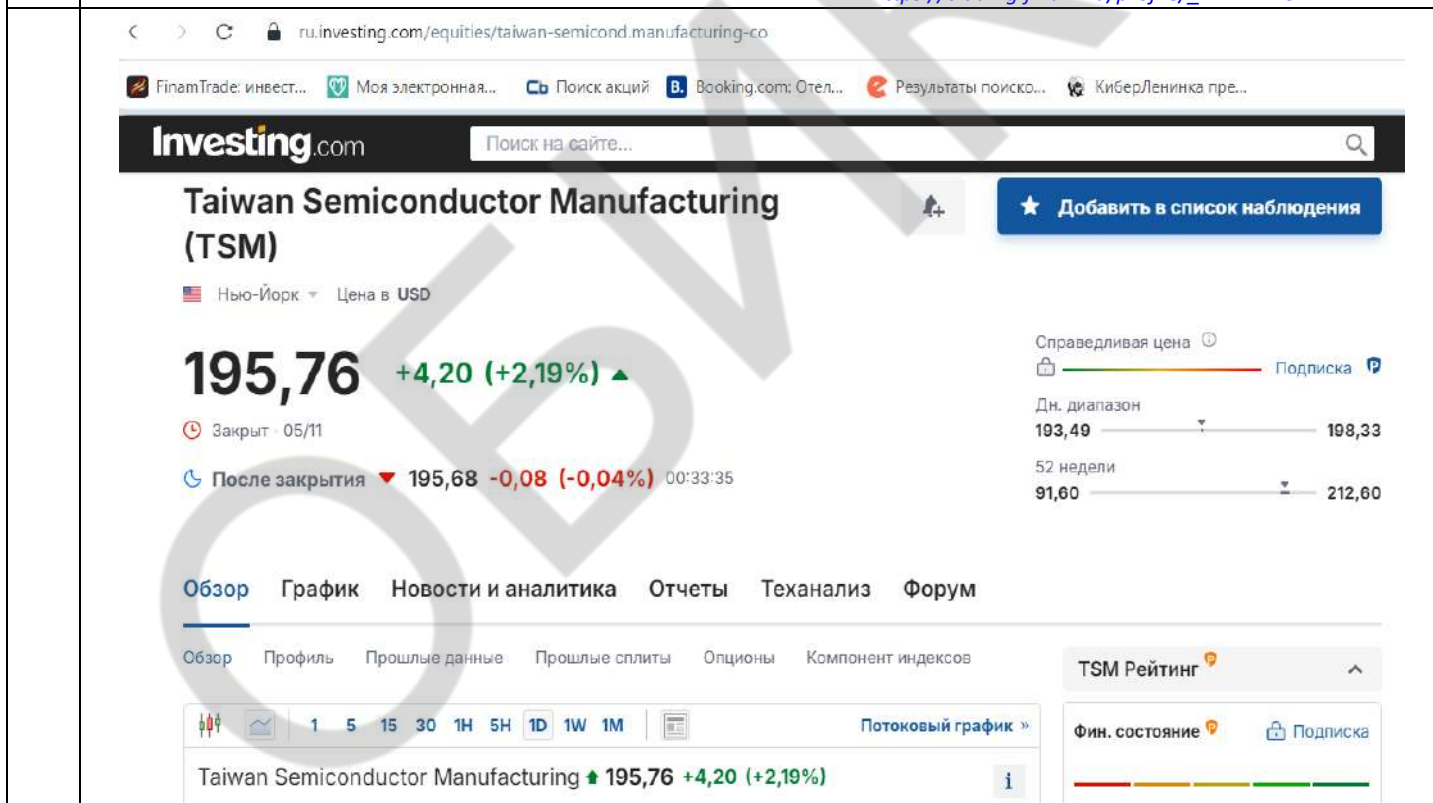 ru.investing.com/equities/taiwan-semicond.manufacturing-co
FinamTrade: инвест... Моя электронная... Сb Поиск акций B. Booking.com: Отел... Результаты поиско... КиберЛенинка пре...
Investing.com Поиск на сайте...
Taiwan Semiconductor Manufacturing
(TSM)
Добавить в список наблюдения
Нью-Йорк Цена в USD
195,76 +4,20 (+2,19%)
Закрыт · 05/11
После закрытия 195,68 -0,08 (-0,04%) 00:33:35
Справедливая цена
Подписка
Дн. диапазон
193,49 198,33
52 недели
91,60 212,60
Обзор График Новости и аналитика Отчеты Теханализ Форум
Обзор Профиль Прошлые данные Прошлые сплиты Опционы Компонент индексов
TSM Рейтинг
1 5 15 30 1H 5H 1D 1W 1M Потоковый график »
Фин. состояние Подписка
Taiwan Semiconductor Manufacturing 195,76 +4,20 (+2,19%)